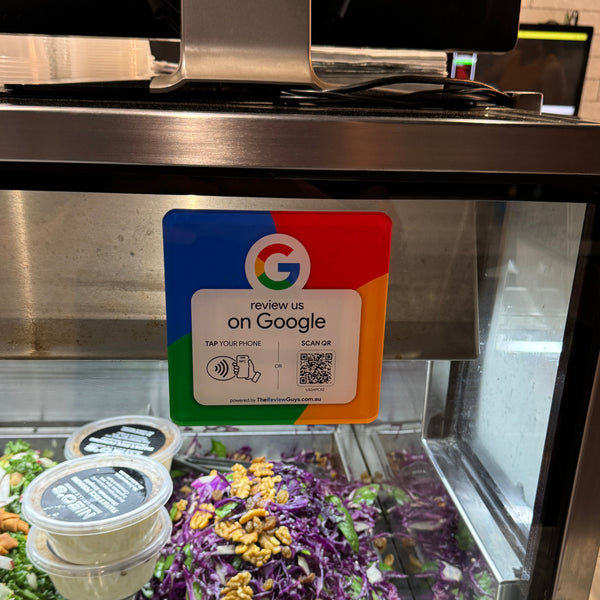 G
review us
on Google
TAP YOUR PHONE
OR
SCAN QR
powered by TheReviewGuys.com.au